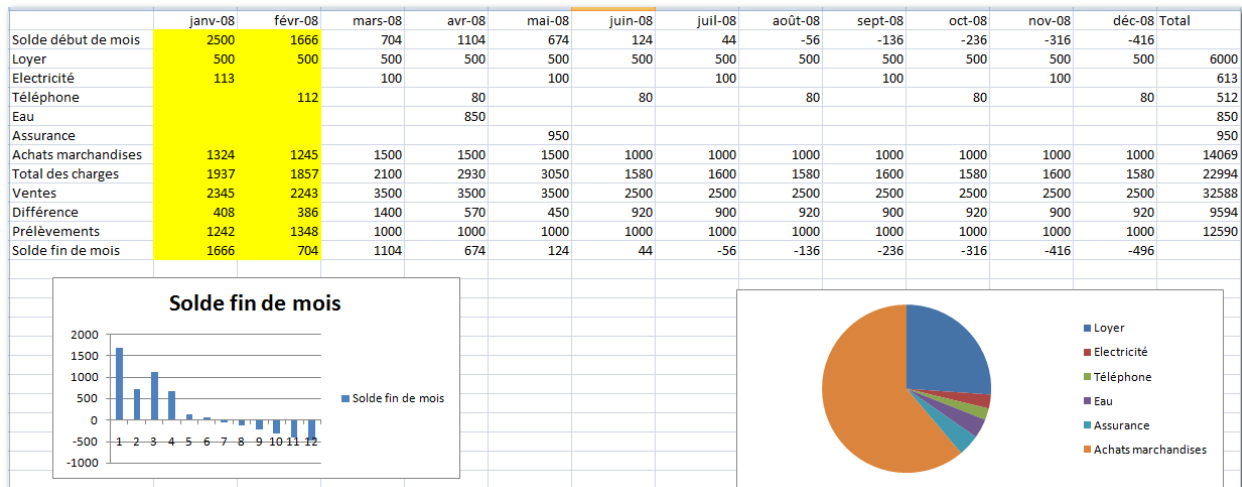 janv-08 févr-08 mars-08 avr-08 mai-08 juin-08 juil-08 août-08 sept-08 oct-08 nov-08 déc-08 Total
Solde début de mois 2500 1666 704 1104 674 124 44 -56 -136 -236 -316 -416
Loyer 500 500 500 500 500 500 500 500 500 500 500 500 6000
Electricité 113 100 100 100 100 100 613
Téléphone 112 80 80 80 80 80 512
Eau 850 850
Assurance 950 950
Achats marchandises 1324 1245 1500 1500 1500 1000 1000 1000 1000 1000 1000 1000 14069
Total des charges 1937 1857 2100 2930 3050 1580 1600 1580 1600 1580 1600 1580 22994
Ventes 2345 2243 3500 3500 3500 2500 2500 2500 2500 2500 2500 2500 32588
Différence 408 386 1400 570 450 920 900 920 900 920 900 920 9594
Prélèvements 1242 1348 1000 1000 1000 1000 1000 1000 1000 1000 1000 1000 12590
Solde fin de mois 1666 704 1104 674 124 44 -56 -136 -236 -316 -416 -496
Solde fin de mois
2000
1500
1000
500
0
-500
-1000
1 2 3 4 5 6 7 8 9 10 11 12
Solde fin de mois
Loyer
Electricité
Téléphone
Eau
Assurance
Achats marchandises